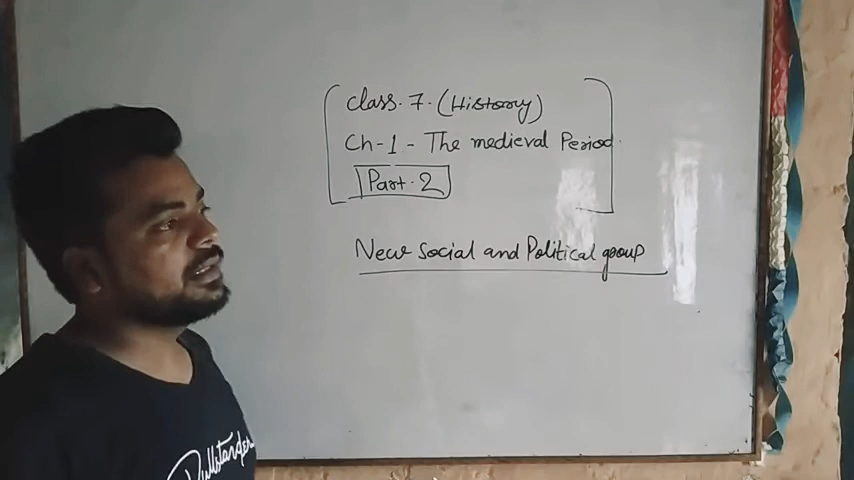 class. 7. (History)
Ch-1 - The medieval Period.
Part. 2
New Social and Political group